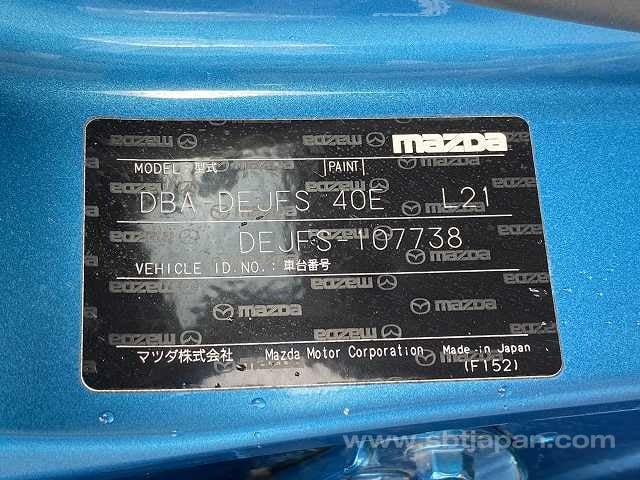 mazda
MODEL 型式 PAINT
DBA DEJFS 40E L21
DEJFS-107738
VEHICLE ID.NO.: 車台番号
マツダ株式会社 Mazda Motor Corporation Made in Japan
(F152)
www.sbtjapan.com